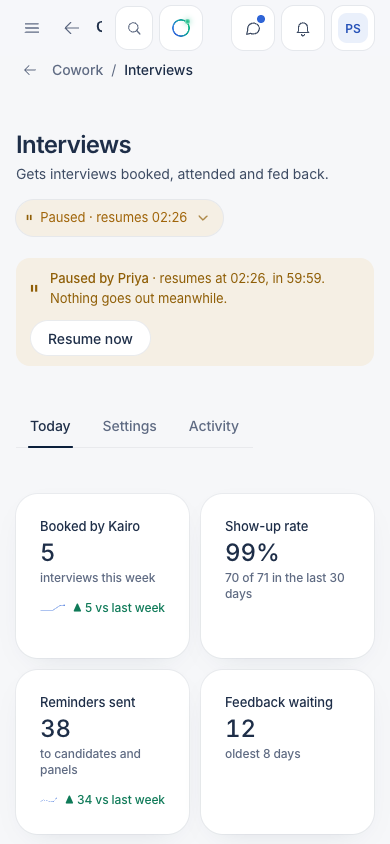 PS
Cowork / Interviews
Interviews
Gets interviews booked, attended and fed back.
Paused · resumes 02:26
Paused by Priya · resumes at 02:26, in 59:59.
Nothing goes out meanwhile.
Resume now
Today Settings Activity
Booked by Kairo
5
interviews this week
▲ 5 vs last week
Show-up rate
99%
70 of 71 in the last 30
days
Reminders sent
38
to candidates and
panels
▲ 34 vs last week
Feedback waiting
12
oldest 8 days